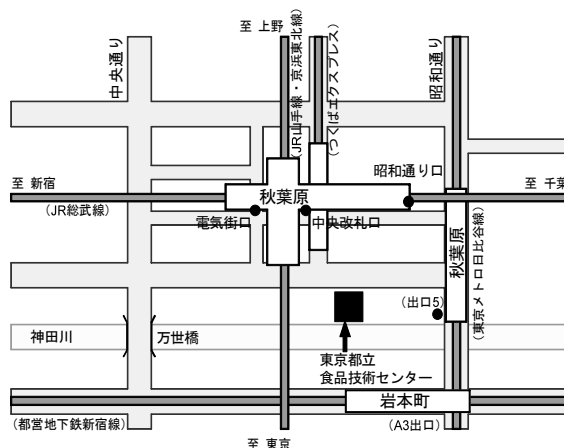 至 上野
中央通り
(JR山手線・京浜東北線)
(つくばエクスプレス)
昭和通り
昭和通り口
至 新宿
秋葉原
至 千葉
(JR総武線)
電気街口
中央改札口
秋葉原
(東京メトロ日比谷線)
(出口5)
神田川
万世橋
東京都立
食品技術センター
岩本町
(都営地下鉄新宿線)
(A3出口)
至 東京